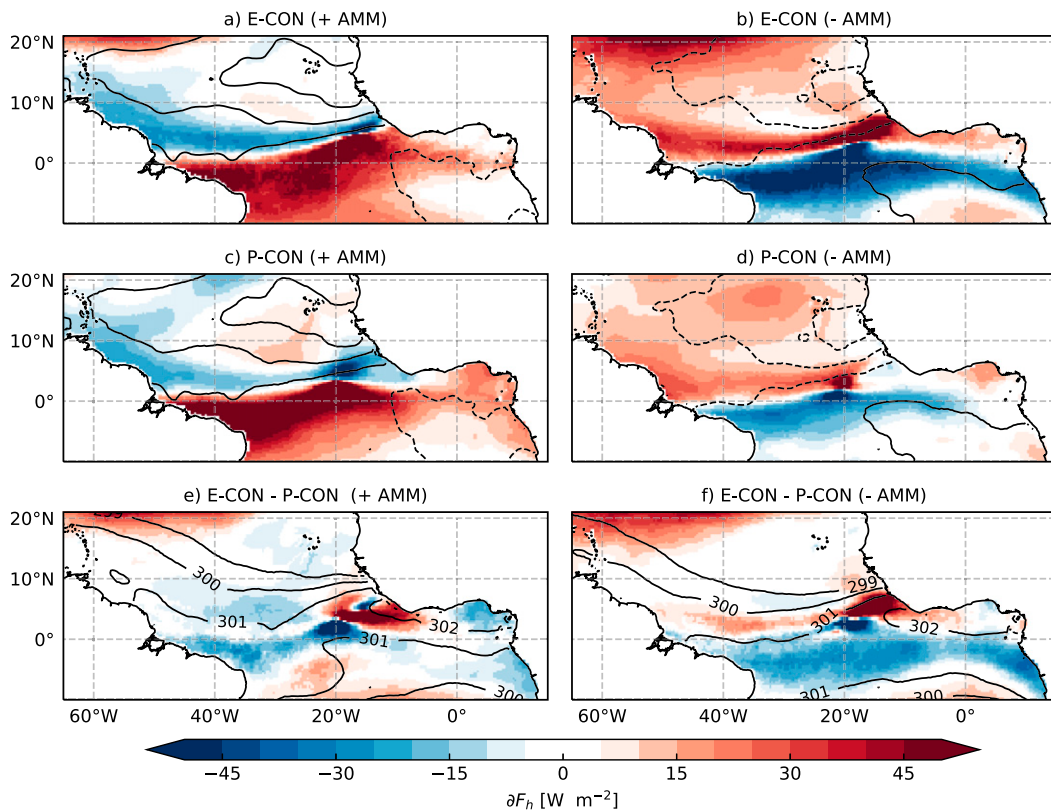 a) E-CON (+ AMM)
b) E-CON (- AMM)
20°N
10°N
0°
c) P-CON (+ AMM)
d) P-CON (- AMM)
20°N
10°N
0°
e) E-CON - P-CON (+ AMM)
f) E-CON - P-CON (- AMM)
20°N
10°N
0°
300
301
301
302
299
300
301
302
301
300
60°W 40°W 20°W 0° 60°W 40°W 20°W 0°
−45 −30 −15 0 15 30 45
∂F_h [W m⁻²]